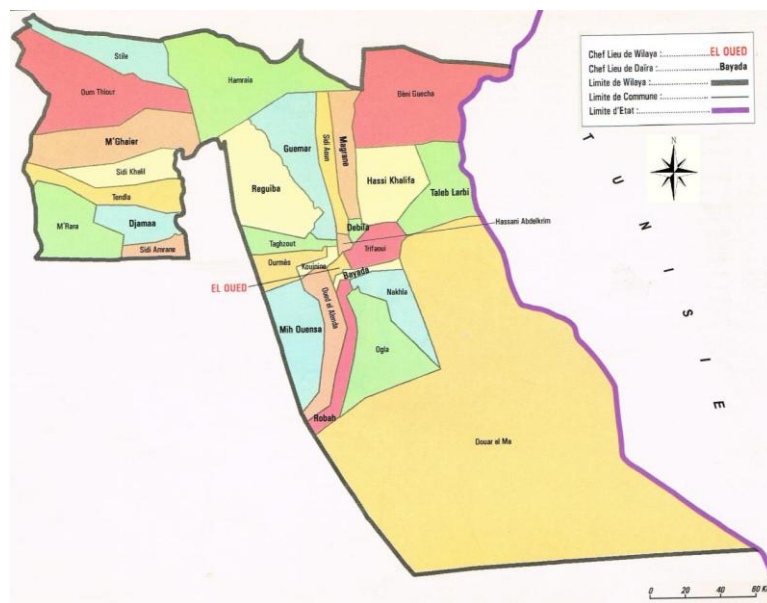 Chef Lieu de Wilaya :............ EL OUED
Chef Lieu de Daïra :............ Bayada
Limite de Wilaya :............
Limite de Commune :............
Limite d'Etat :............
N
TUNISIE
Stile
Oum Thiour
Hamraia
Béni Guecha
M'Ghaier
Sidi Khelil
Tendla
M'Rara
Djamaa
Sidi Amrane
Guemar
Sidi Aoun
Magrane
Reguiba
Hassi Khalifa
Taleb Larbi
Debila
Hassani Abdelkrim
Taghzout
Trifaoui
Ourmès
Kouinine
Bayada
EL OUED
Nakhla
Oued el Alenda
Mih Ouensa
Ogla
Robab
Douar el Ma
0 20 40 60 K